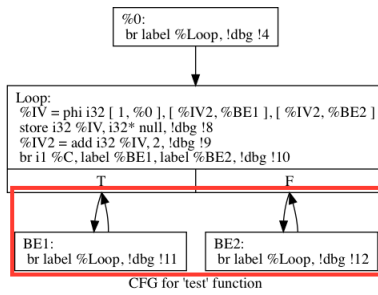 %0:
br label %Loop, !dbg !4
Loop:
%IV = phi i32 [ 1, %0 ], [ %IV2, %BE1 ], [ %IV2, %BE2 ]
store i32 %IV, i32* null, !dbg !8
%IV2 = add i32 %IV, 2, !dbg !9
br i1 %C, label %BE1, label %BE2, !dbg !10
T F
BE1:
br label %Loop, !dbg !11
BE2:
br label %Loop, !dbg !12
CFG for 'test' function